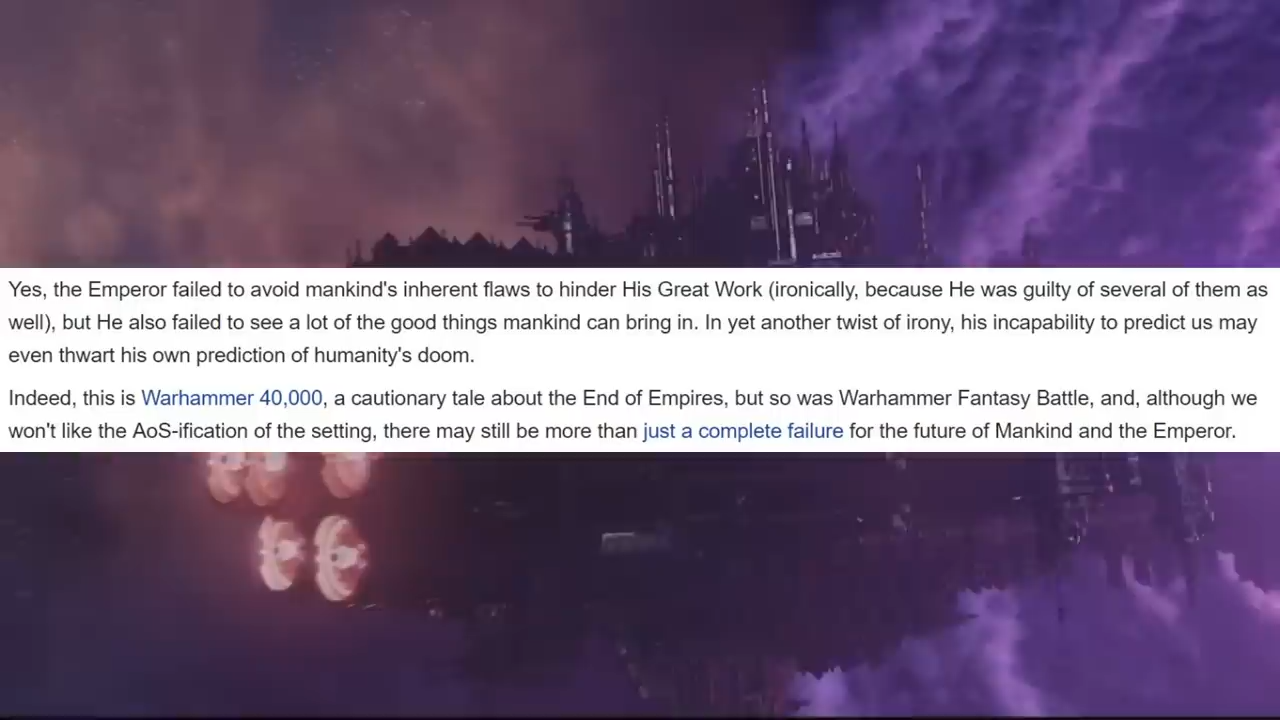 Yes, the Emperor failed to avoid mankind's inherent flaws to hinder His Great Work (ironically, because He was guilty of several of them as
well), but He also failed to see a lot of the good things mankind can bring in. In yet another twist of irony, his incapability to predict us may
even thwart his own prediction of humanity's doom.
Indeed, this is Warhammer 40,000, a cautionary tale about the End of Empires, but so was Warhammer Fantasy Battle, and, although we
won't like the AoS-ification of the setting, there may still be more than just a complete failure for the future of Mankind and the Emperor.